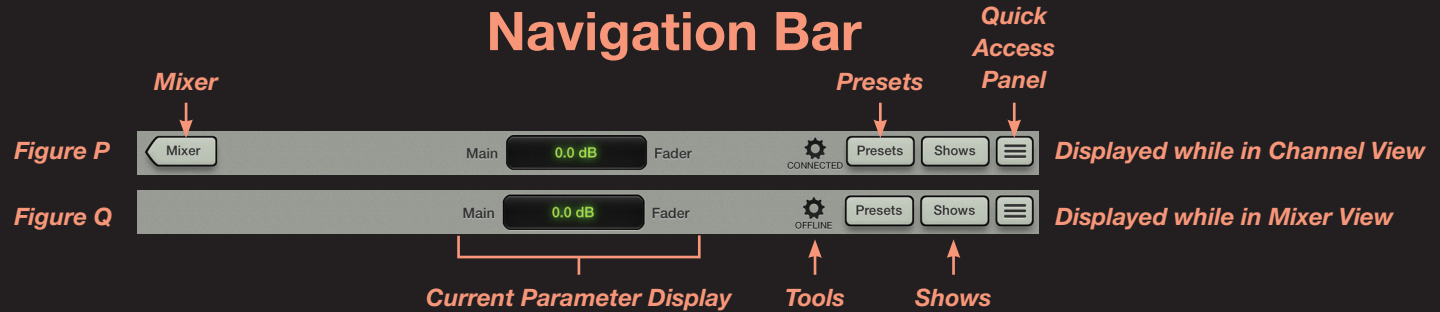 Navigation Bar
Quick
Access
Panel
Mixer
Presets
Figure P
Mixer
Main
0.0 dB
Fader
CONNECTED
Presets
Shows
Displayed while in Channel View
Figure Q
Main
0.0 dB
Fader
OFFLINE
Presets
Shows
Displayed while in Mixer View
Current Parameter Display
Tools
Shows